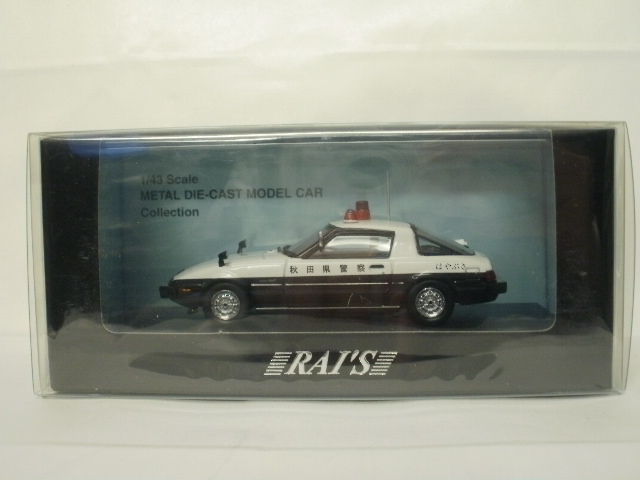 1/43 Scale
METAL DIE-CAST MODEL CAR
Collection
秋田県警察
RAI'S